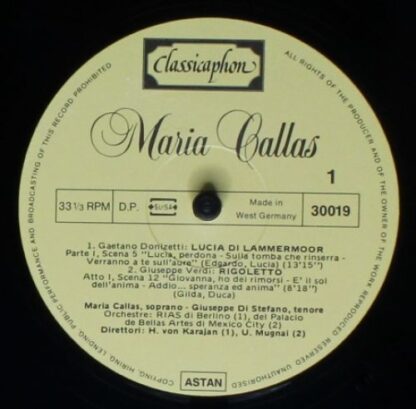 Classicaphon
Maria Callas
1
33 1/3 RPM
D.P.
Made in
West Germany
30019
1. Gaetano Donizetti: LUCIA DI LAMMERMOOR
Parte I, Scena 5 "Lucia, perdona - Sulla tomba che rinserra -
Verranno a te sull'aure" (Edgardo, Lucia) (13'15")
2. Giuseppe Verdi: RIGOLETTO
Atto I, Scena 12 "Giovanna, ho dei rimorsi - E' il sol
dell'anima - Addio... speranza ed anima" (8'18")
(Gilda, Duca)
Maria Callas, soprano - Giuseppe Di Stefano, tenore
Orchestre: RIAS di Berlino (1), del Palacio
de Bellas Artes di Mexico City (2)
Direttori: H. von Karajan (1), U. Mugnai (2)
ASTAN
ALL RIGHTS OF THE PRODUCER AND OF THE OWNER OF THE WORK REPRODUCED RESERVED UNAUTHORISED
COPYING, HIRING, LENDING, PUBLIC PERFORMANCE AND BROADCASTING OF THIS RECORD PROHIBITED